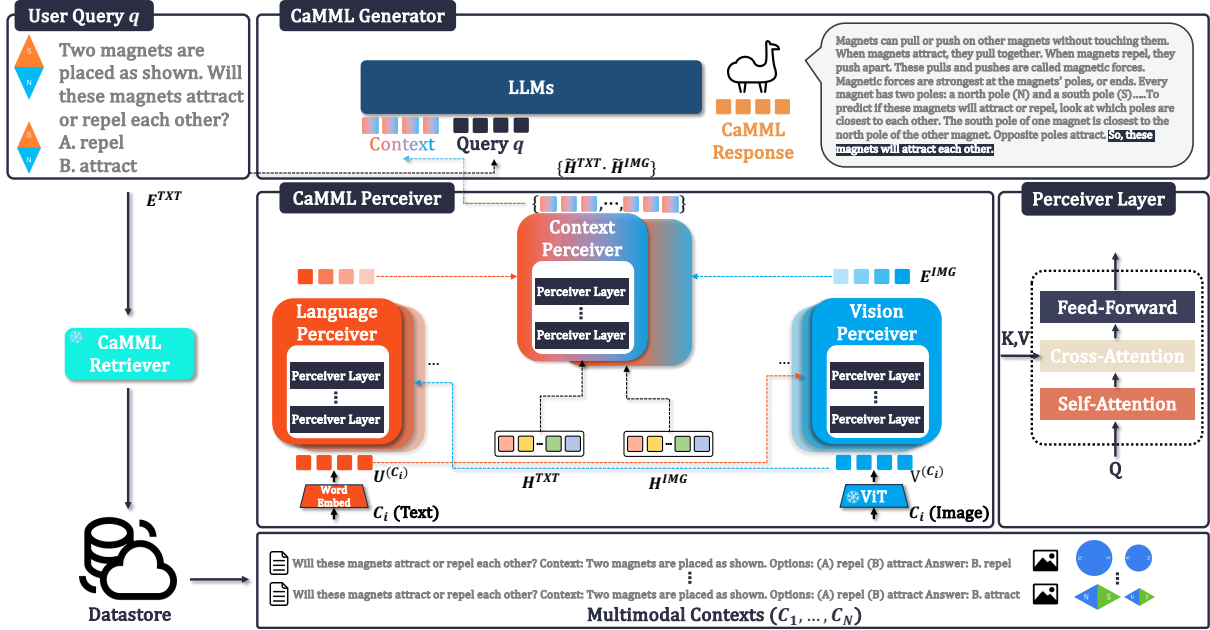 User Query q
S
N
S
N
Two magnets are
placed as shown. Will
these magnets attract
or repel each other?
A. repel
B. attract
CaMML Generator
LLMs
Context
Query q
{H̃^TXT · H̃^IMG}
CaMML
Response
Magnets can pull or push on other magnets without touching them.
When magnets attract, they pull together. When magnets repel, they
push apart. These pulls and pushes are called magnetic forces.
Magnetic forces are strongest at the magnets' poles, or ends. Every
magnet has two poles: a north pole (N) and a south pole (S)…..To
predict if these magnets will attract or repel, look at which poles are
closest to each other. The south pole of one magnet is closest to the
north pole of the other magnet. Opposite poles attract. So, these
magnets will attract each other.
E^TXT
CaMML
Retriever
Datastore
CaMML Perceiver
{ ,…, }
Context
Perceiver
Perceiver Layer
Perceiver Layer
E^IMG
Language
Perceiver
Perceiver Layer
Perceiver Layer
...
Vision
Perceiver
Perceiver Layer
Perceiver Layer
...
H^TXT
H^IMG
U^(C_i)
V^(C_i)
Word
Embed
ViT
C_i (Text)
C_i (Image)
Perceiver Layer
Feed-Forward
K,V
Cross-Attention
Self-Attention
Q
Will these magnets attract or repel each other? Context: Two magnets are placed as shown. Options: (A) repel (B) attract Answer: B. repel
Will these magnets attract or repel each other? Context: Two magnets are placed as shown. Options: (A) repel (B) attract Answer: B. attract
N S N S
Multimodal Contexts (C_1, … , C_N)